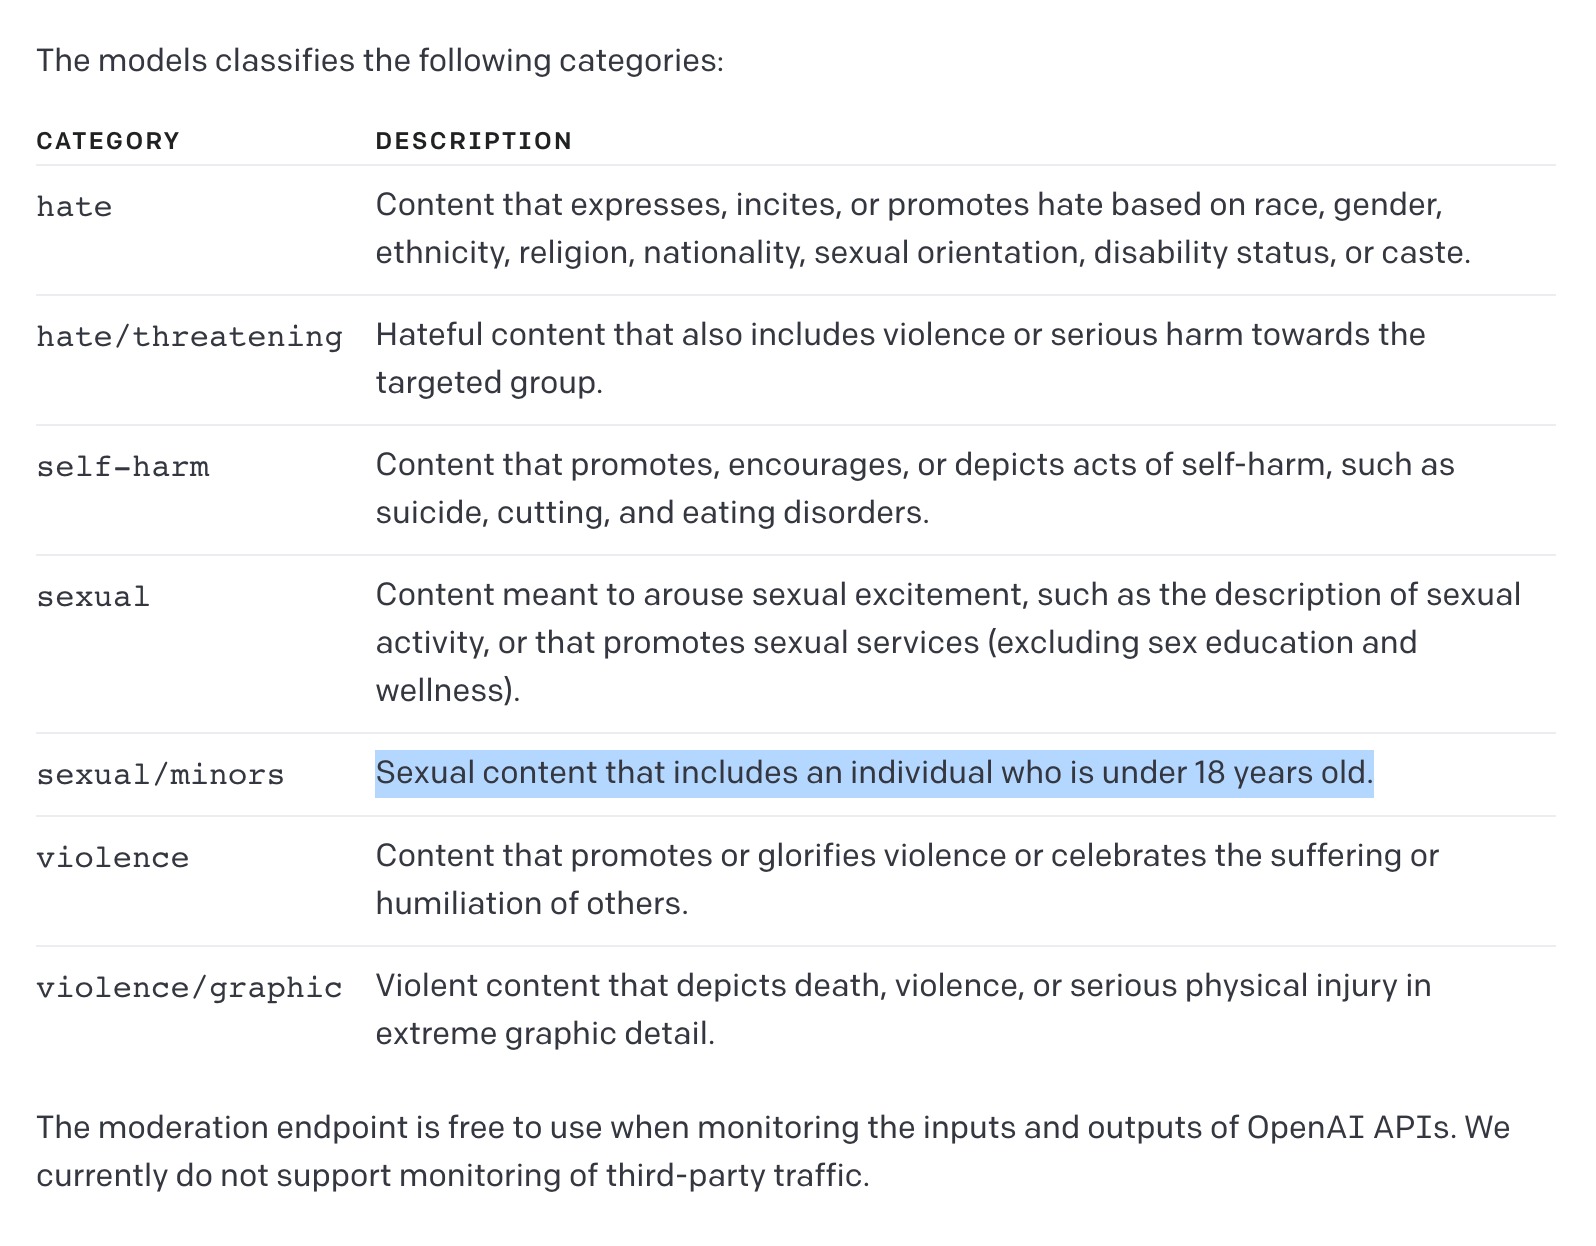 The models classifies the following categories:
CATEGORY DESCRIPTION
hate Content that expresses, incites, or promotes hate based on race, gender,
ethnicity, religion, nationality, sexual orientation, disability status, or caste.
hate/threatening Hateful content that also includes violence or serious harm towards the
targeted group.
self-harm Content that promotes, encourages, or depicts acts of self-harm, such as
suicide, cutting, and eating disorders.
sexual Content meant to arouse sexual excitement, such as the description of sexual
activity, or that promotes sexual services (excluding sex education and
wellness).
sexual/minors Sexual content that includes an individual who is under 18 years old.
violence Content that promotes or glorifies violence or celebrates the suffering or
humiliation of others.
violence/graphic Violent content that depicts death, violence, or serious physical injury in
extreme graphic detail.
The moderation endpoint is free to use when monitoring the inputs and outputs of OpenAI APIs. We
currently do not support monitoring of third-party traffic.